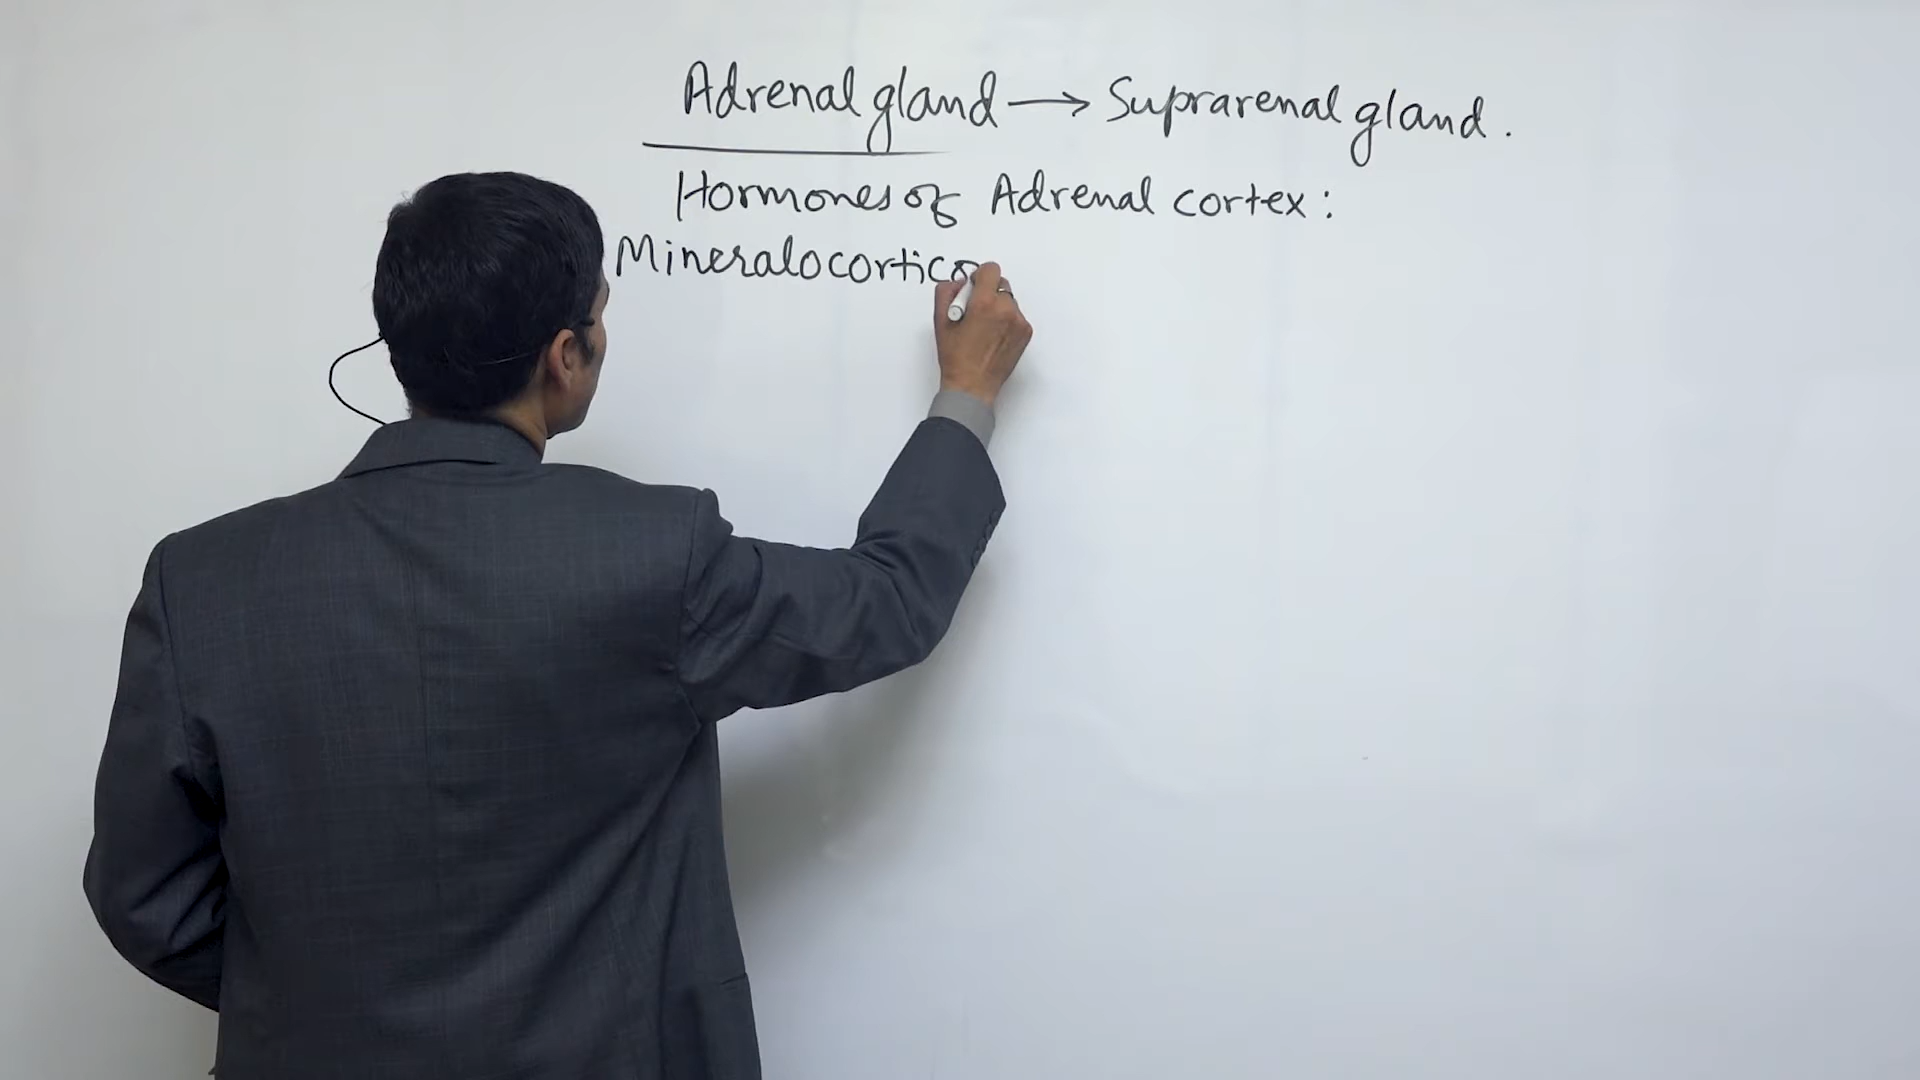 Adrenal gland → Suprarenal gland.
Hormones of Adrenal cortex:
Mineralocortico